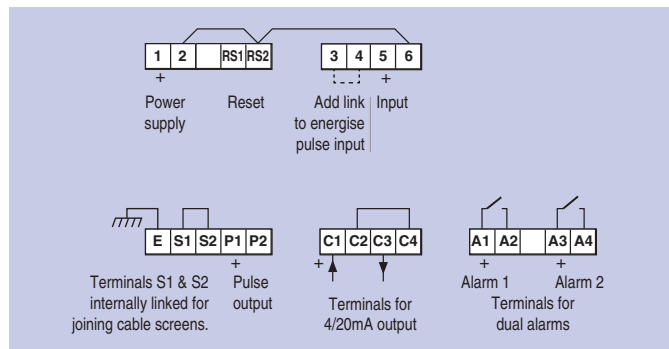 1 2 RS1 RS2 3 4 5 6
+ +
Power supply
Reset
Add link to energise pulse input
Input
E S1 S2 P1 P2 C1 C2 C3 C4 A1 A2 A3 A4
+ + + +
Terminals S1 & S2
internally linked for
joining cable screens.
Pulse
output
Terminals for
4/20mA output
Alarm 1 Alarm 2
Terminals for
dual alarms